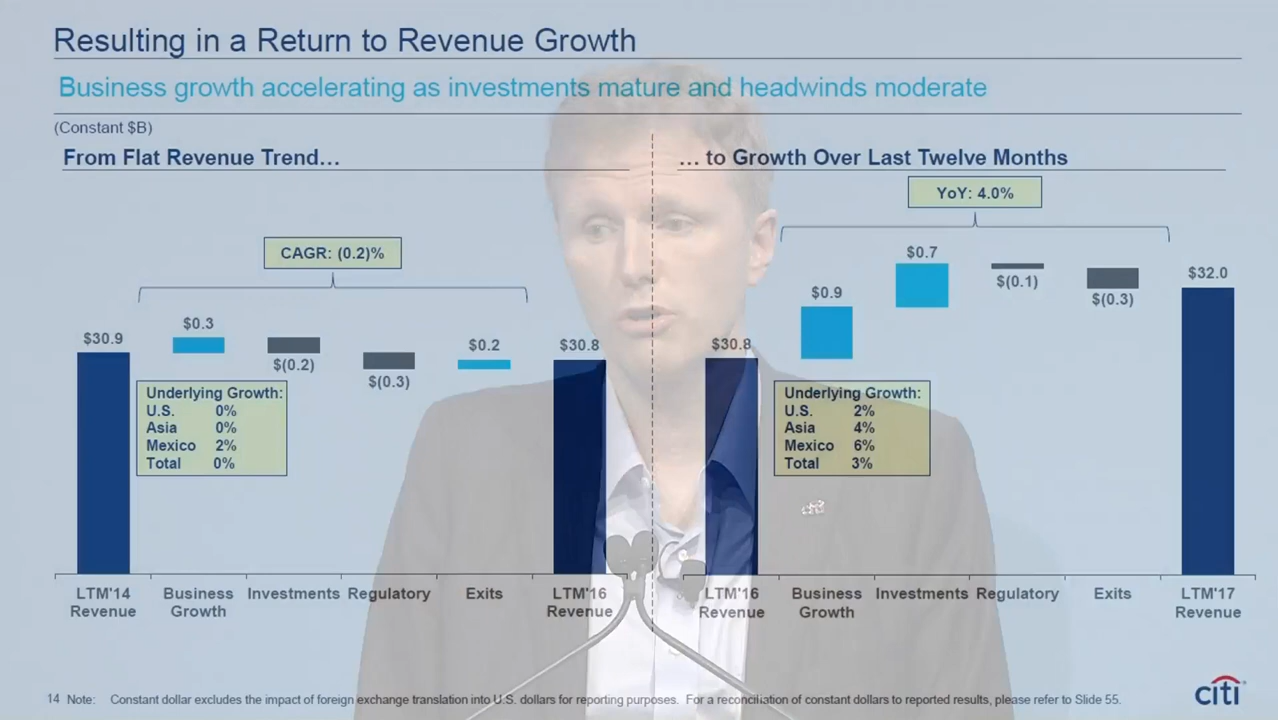 Resulting in a Return to Revenue Growth
Business growth accelerating as investments mature and headwinds moderate
(Constant $B)
From Flat Revenue Trend…
CAGR: (0.2)%
$30.9
$0.3
$(0.2)
$(0.3)
$0.2
$30.8
Underlying Growth:
U.S. 0%
Asia 0%
Mexico 2%
Total 0%
LTM'14 Revenue
Business Growth
Investments
Regulatory
Exits
LTM'16 Revenue
… to Growth Over Last Twelve Months
YoY: 4.0%
$30.8
$0.9
$0.7
$(0.1)
$(0.3)
$32.0
Underlying Growth:
U.S. 2%
Asia 4%
Mexico 6%
Total 3%
LTM'16 Revenue
Business Growth
Investments
Regulatory
Exits
LTM'17 Revenue
14 Note: Constant dollar excludes the impact of foreign exchange translation into U.S. dollars for reporting purposes. For a reconciliation of constant dollars to reported results, please refer to Slide 55.
citi